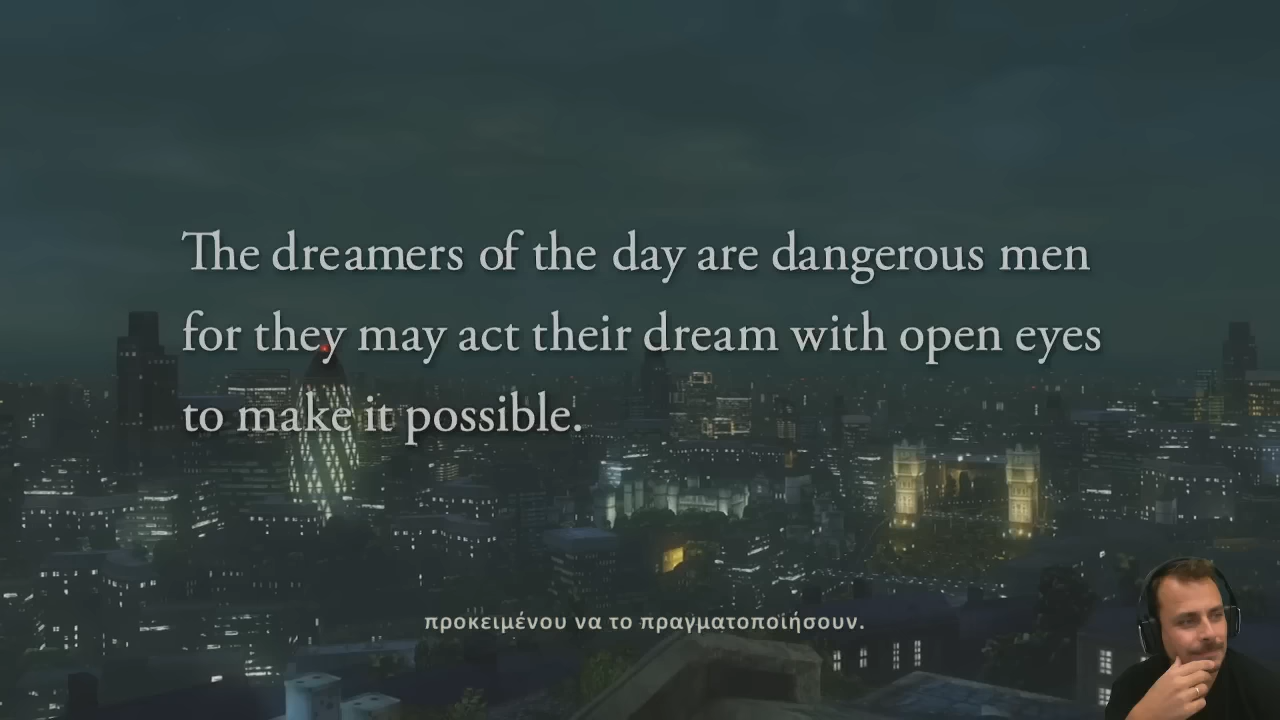 The dreamers of the day are dangerous men
for they may act their dream with open eyes
to make it possible.
προκειμένου να το πραγματοποιήσουν.